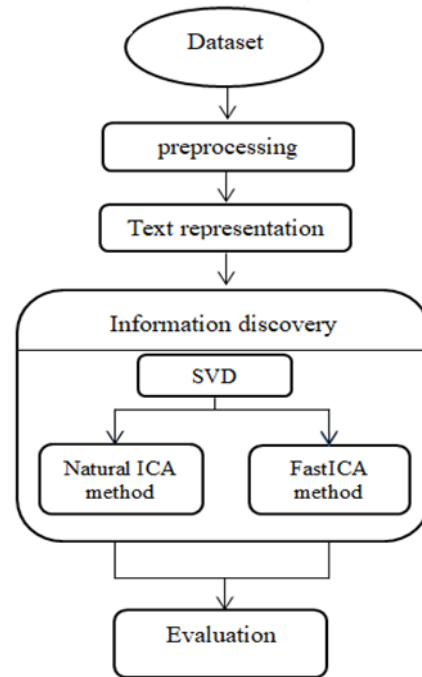 Dataset
preprocessing
Text representation
Information discovery
SVD
Natural ICA
method
FastICA
method
Evaluation